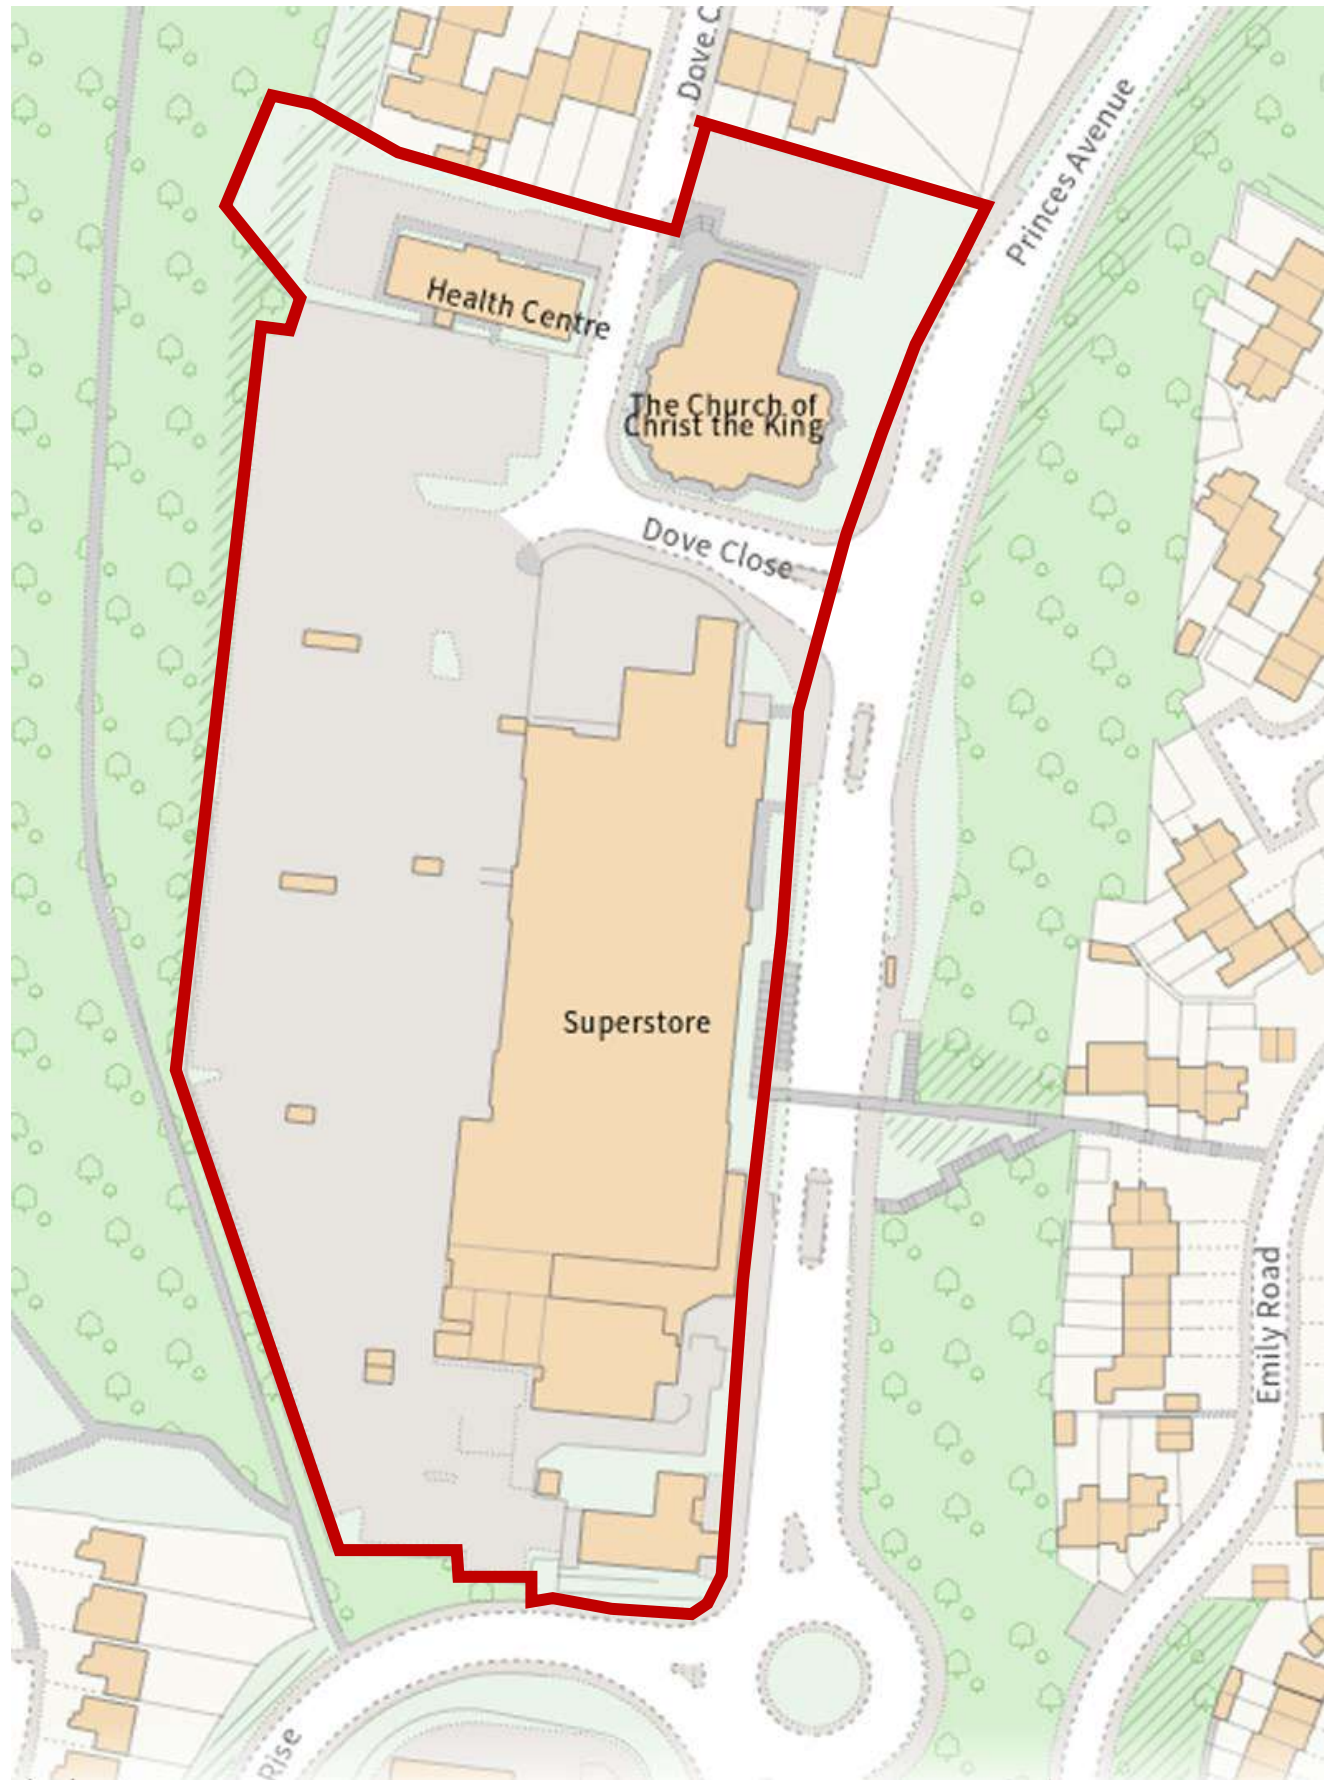 Dove C
Princes Avenue
Health Centre
The Church of
Christ the King
Dove Close
Superstore
Emily Road
Rise